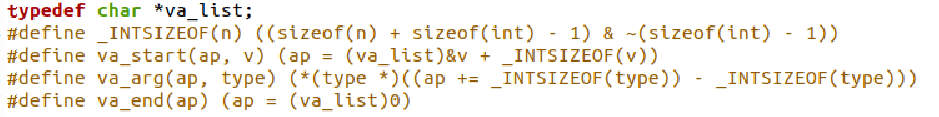 typedef char *va_list;
#define _INTSIZEOF(n) ((sizeof(n) + sizeof(int) - 1) & ~(sizeof(int) - 1))
#define va_start(ap, v) (ap = (va_list)&v + _INTSIZEOF(v))
#define va_arg(ap, type) (*(type *)((ap += _INTSIZEOF(type)) - _INTSIZEOF(type)))
#define va_end(ap) (ap = (va_list)0)